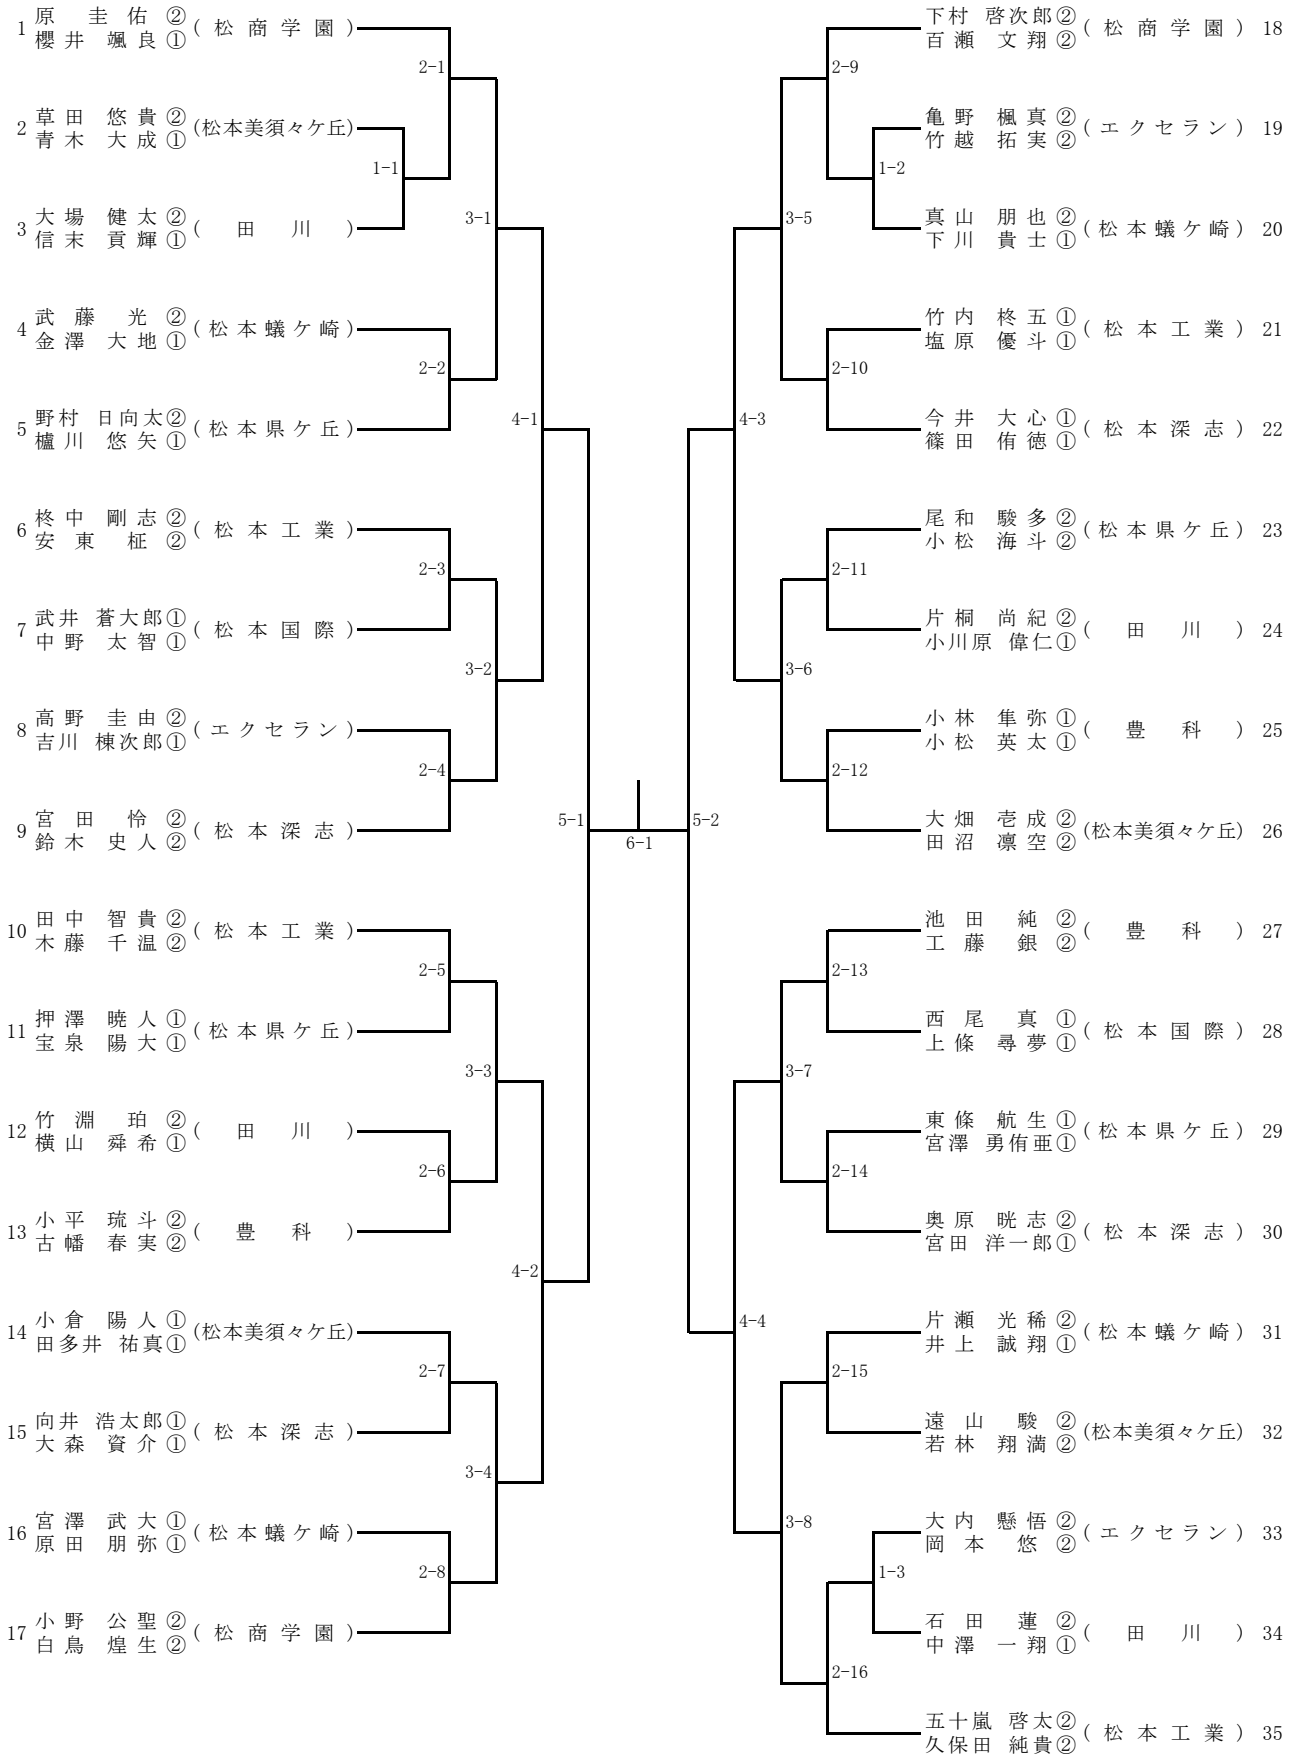 1 原 圭佑② (松商学園)
櫻井 颯良①
2-1
2 草田 悠貴② (松本美須々ケ丘)
青木 大成①
1-1
3 大場 健太② (田川)
信末 貢輝①
3-1
4 武藤 光② (松本蟻ケ崎)
金澤 大地①
2-2
5 野村 日向太② (松本県ケ丘)
櫨川 悠矢①
4-1
6 柊中 剛志② (松本工業)
安東 柾②
2-3
7 武井 蒼大郎① (松本国際)
中野 太智①
3-2
8 高野 圭由② (エクセラン)
吉川 棟次郎①
2-4
9 宮田 怜② (松本深志)
鈴木 史人②
5-1
10 田中 智貴② (松本工業)
木藤 千温②
2-5
11 押澤 暁人① (松本県ケ丘)
宝泉 陽大①
3-3
12 竹淵 珀② (田川)
横山 舜希①
2-6
13 小平 琉斗② (豊科)
古幡 春実②
4-2
14 小倉 陽人① (松本美須々ケ丘)
田多井 祐真①
2-7
15 向井 浩太郎① (松本深志)
大森 資介①
3-4
16 宮澤 武大① (松本蟻ケ崎)
原田 朋弥①
2-8
17 小野 公聖② (松商学園)
白鳥 煌生②
6-1
下村 啓次郎② (松商学園) 18
百瀬 文翔②
2-9
亀野 楓真② (エクセラン) 19
竹越 拓実②
1-2
真山 朋也② (松本蟻ケ崎) 20
下川 貴士①
3-5
竹内 柊五① (松本工業) 21
塩原 優斗①
2-10
今井 大心① (松本深志) 22
篠田 侑徳①
4-3
尾和 駿多② (松本県ケ丘) 23
小松 海斗②
2-11
片桐 尚紀② (田川) 24
小川原 偉仁①
3-6
小林 隼弥① (豊科) 25
小松 英太①
2-12
大畑 壱成② (松本美須々ケ丘) 26
田沼 凛空②
5-2
池田 純② (豊科) 27
工藤 銀②
2-13
西尾 真① (松本国際) 28
上條 尋夢①
3-7
東條 航生① (松本県ケ丘) 29
宮澤 勇侑亜①
2-14
奥原 晄志② (松本深志) 30
宮田 洋一郎①
4-4
片瀬 光稀② (松本蟻ケ崎) 31
井上 誠翔①
2-15
遠山 駿② (松本美須々ケ丘) 32
若林 翔満②
3-8
大内 懸悟② (エクセラン) 33
岡本 悠②
1-3
石田 蓮② (田川) 34
中澤 一翔①
2-16
五十嵐 啓太② (松本工業) 35
久保田 純貴②